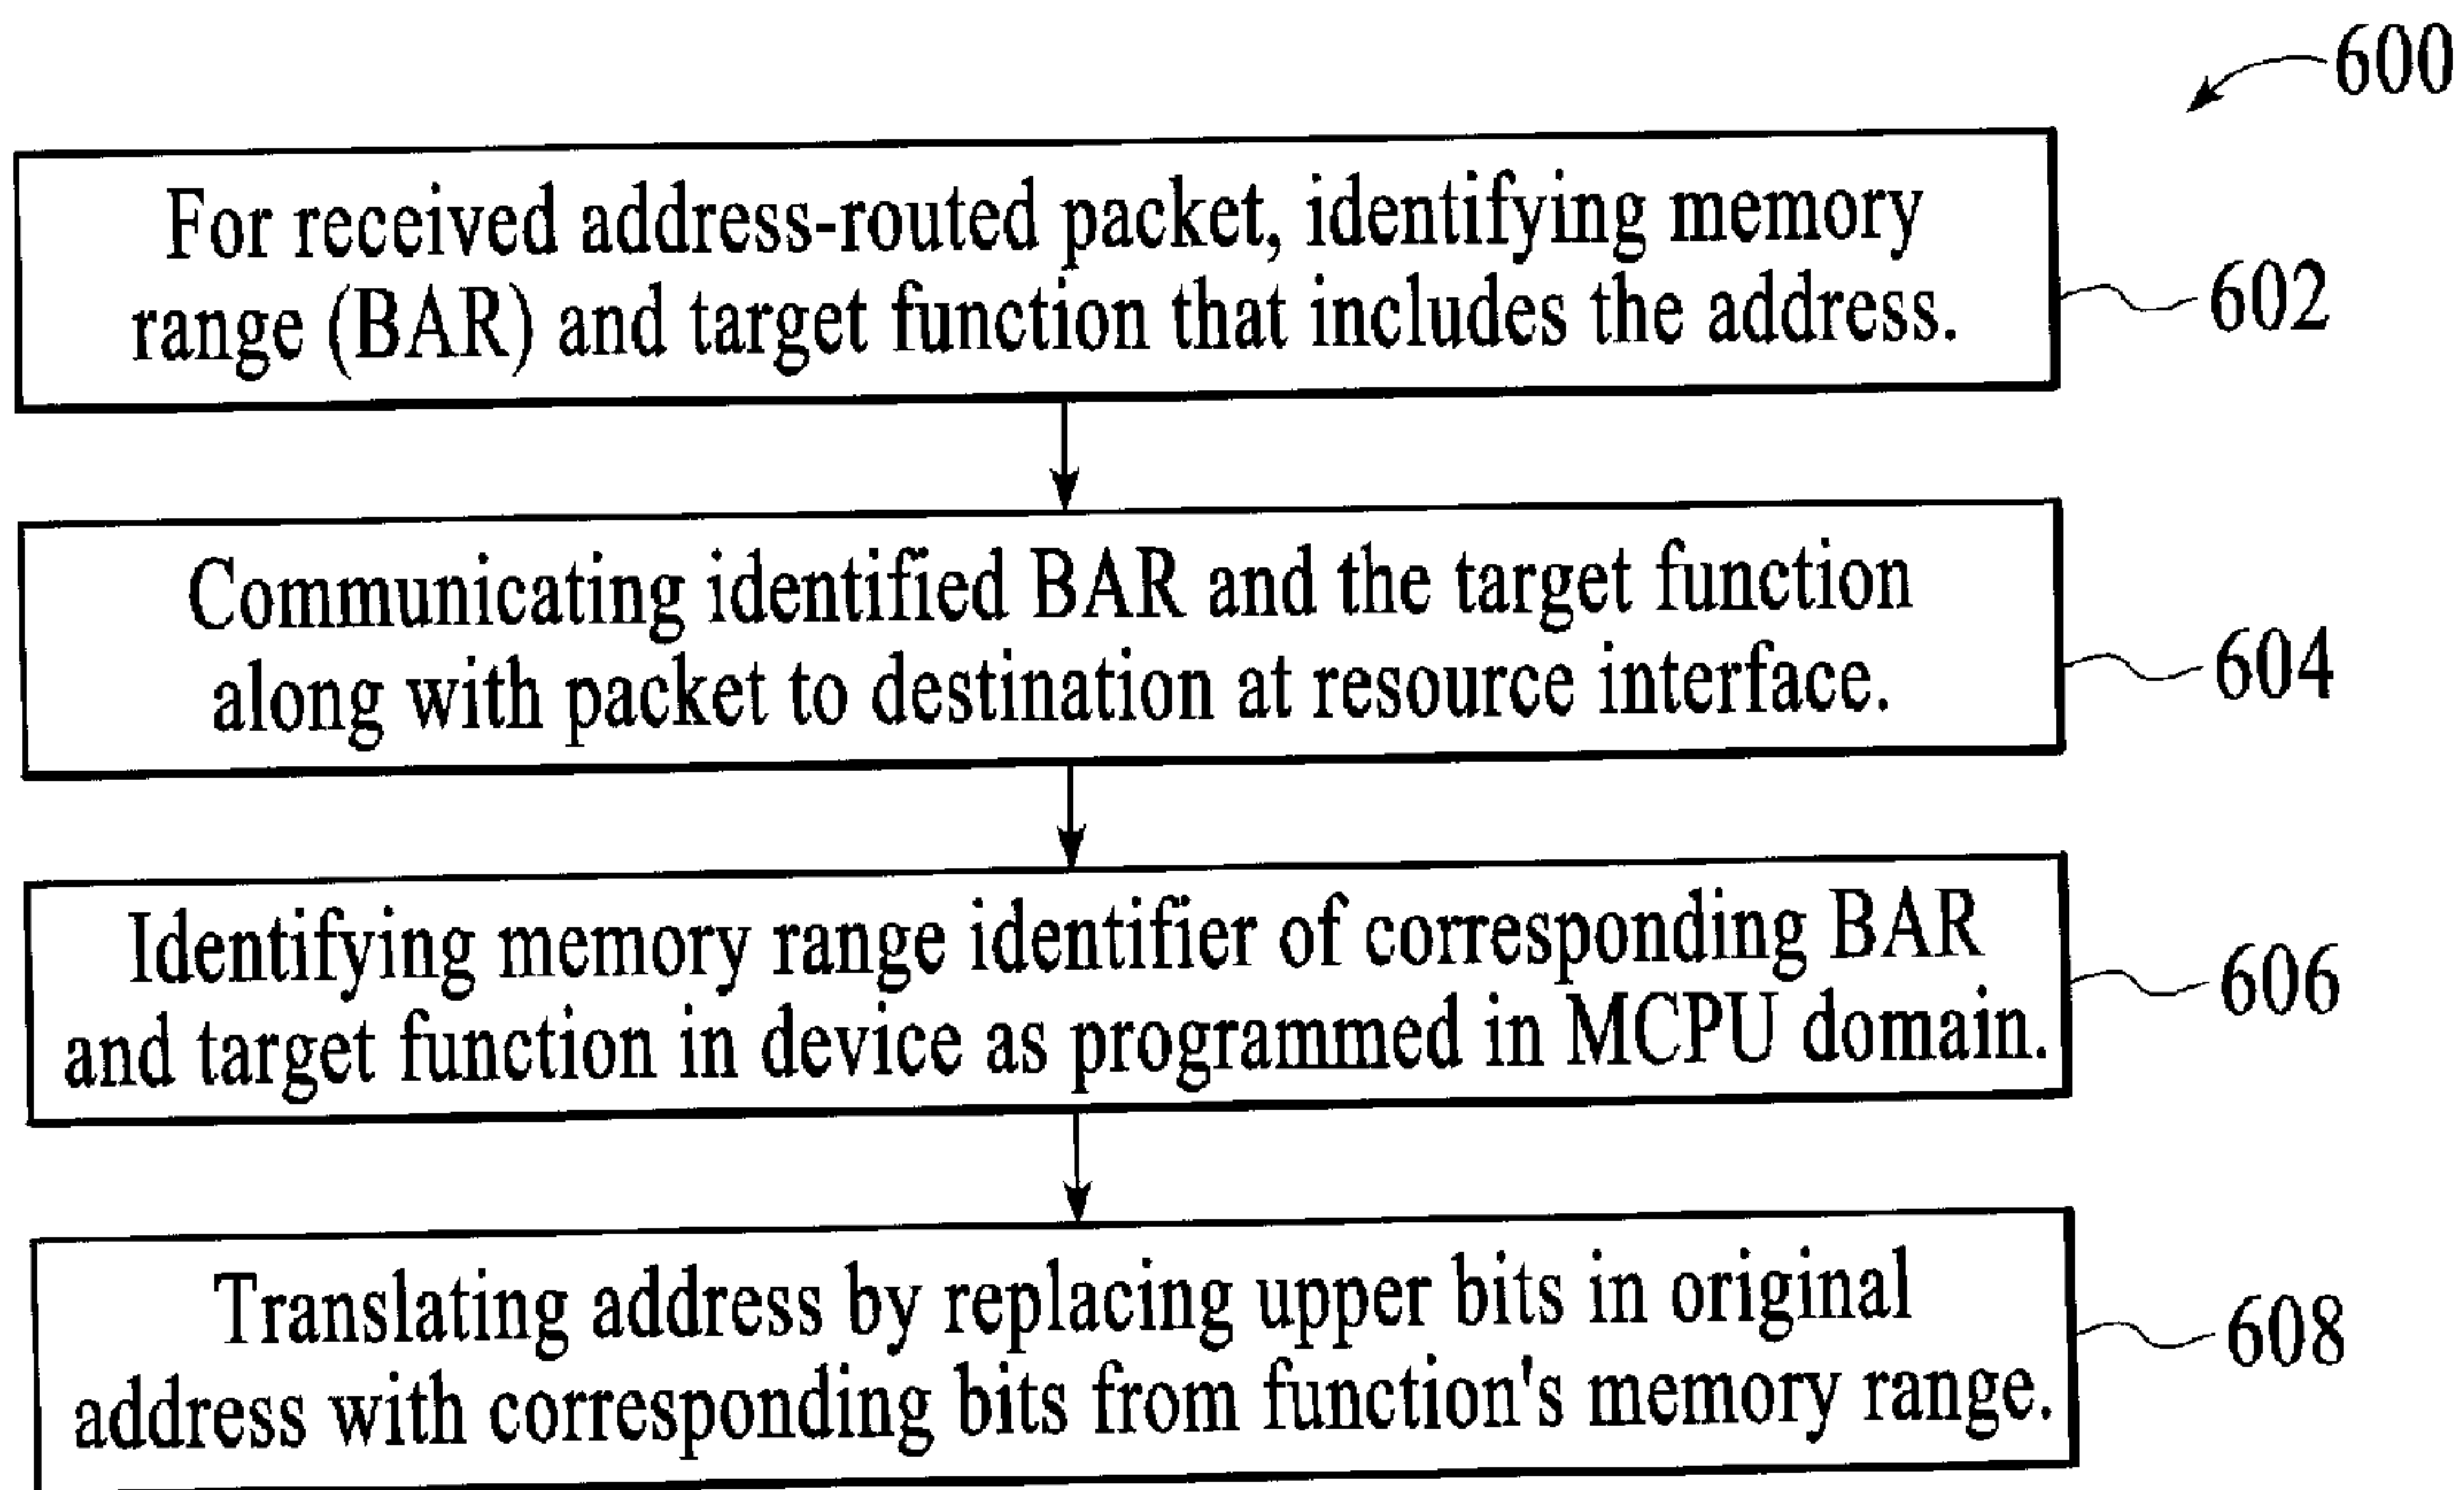 600
For received address-routed packet, identifying memory
range (BAR) and target function that includes the address.
602
Communicating identified BAR and the target function
along with packet to destination at resource interface.
604
Identifying memory range identifier of corresponding BAR
and target function in device as programmed in MCPU domain.
606
Translating address by replacing upper bits in original
address with corresponding bits from function's memory range.
608